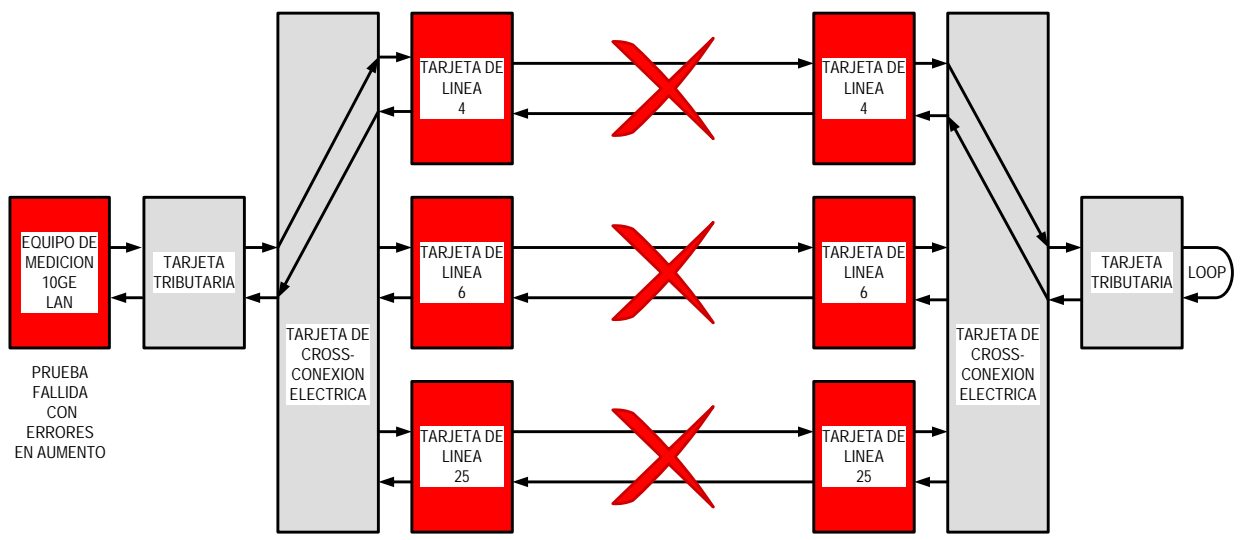 TARJETA DE
LINEA
4
TARJETA DE
LINEA
4
EQUIPO DE
MEDICION
10GE
LAN
TARJETA
TRIBUTARIA
TARJETA DE
LINEA
6
TARJETA DE
LINEA
6
TARJETA
TRIBUTARIA
LOOP
TARJETA DE
CROSS-
CONEXION
ELECTRICA
TARJETA DE
CROSS-
CONEXION
ELECTRICA
PRUEBA
FALLIDA
CON
ERRORES
EN AUMENTO
TARJETA DE
LINEA
25
TARJETA DE
LINEA
25